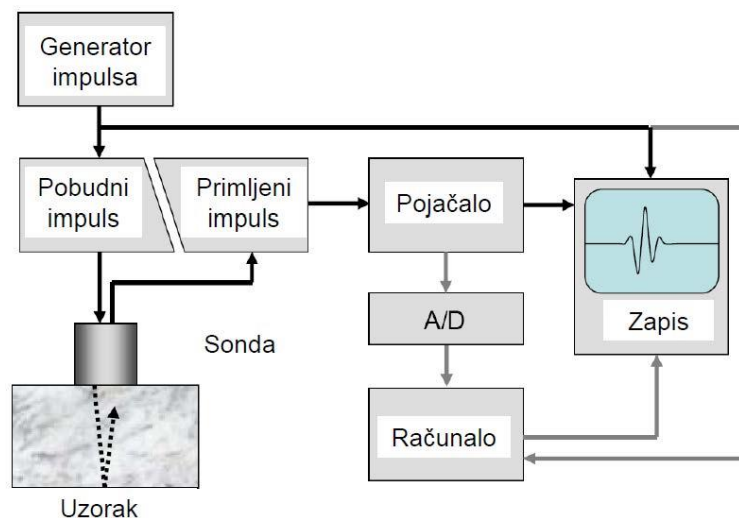 Generator
impulsa
Pobudni
impuls
Primljeni
impuls
Pojačalo
A/D
Zapis
Sonda
Računalo
Uzorak